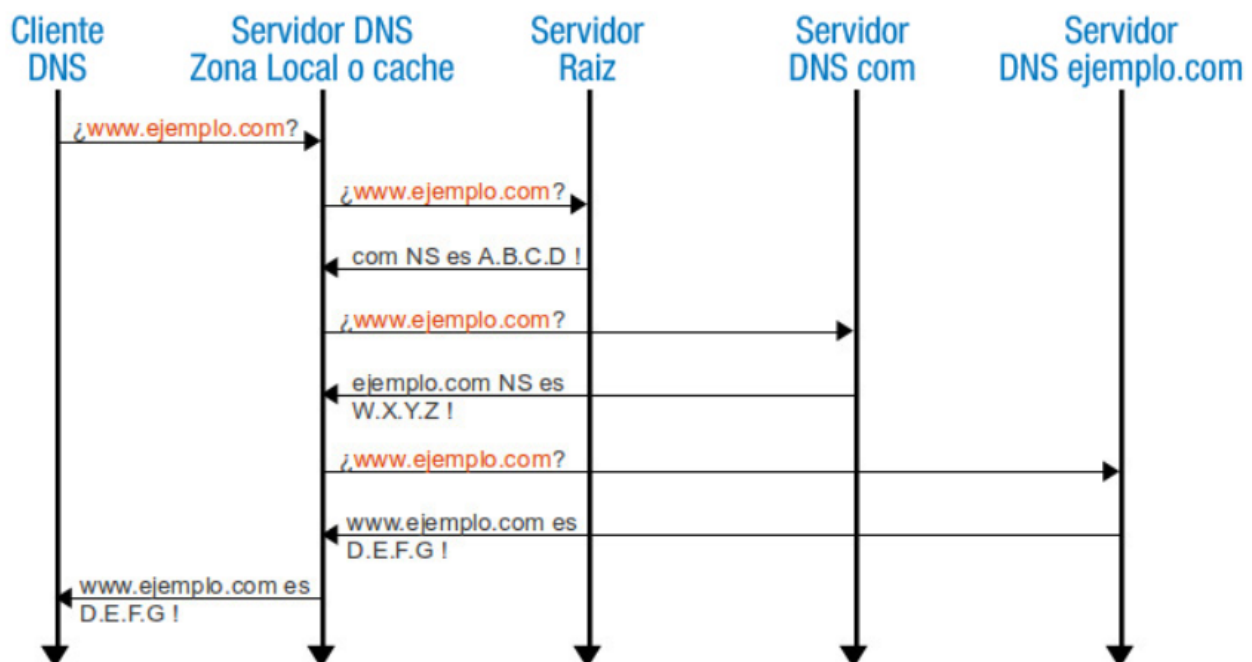 Cliente
DNS
Servidor DNS
Zona Local o cache
Servidor
Raiz
Servidor
DNS com
Servidor
DNS ejemplo.com
¿www.ejemplo.com?
¿www.ejemplo.com?
com NS es A.B.C.D !
¿www.ejemplo.com?
ejemplo.com NS es
W.X.Y.Z !
¿www.ejemplo.com?
www.ejemplo.com es
D.E.F.G !
www.ejemplo.com es
D.E.F.G !